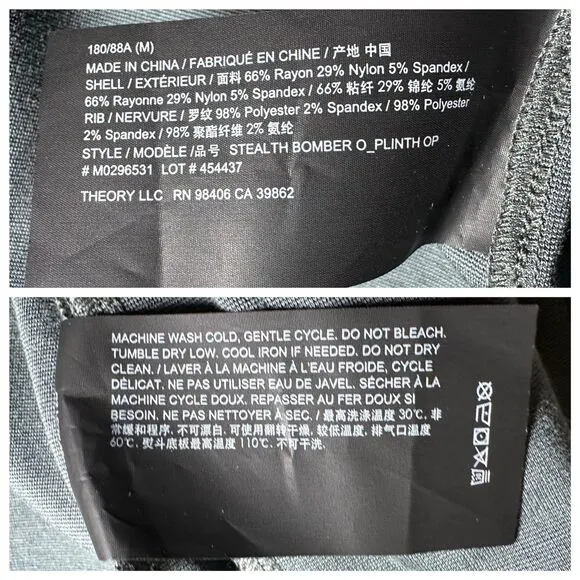 180/88A (M)
MADE IN CHINA / FABRIQUÉ EN CHINE / 产地 中国
SHELL / EXTÉRIEUR / 面料 66% Rayon 29% Nylon 5% Spandex /
66% Rayonne 29% Nylon 5% Spandex / 66% 粘纤 29% 锦纶 5% 氨纶
RIB / NERVURE / 罗纹 98% Polyester 2% Spandex / 98% Polyester
2% Spandex / 98% 聚酯纤维 2% 氨纶
STYLE / MODÈLE /品号 STEALTH BOMBER O_PLINTH OP
# M0296531 LOT # 454437
THEORY LLC RN 98406 CA 39862
MACHINE WASH COLD, GENTLE CYCLE. DO NOT BLEACH.
TUMBLE DRY LOW. COOL IRON IF NEEDED. DO NOT DRY
CLEAN. / LAVER À LA MACHINE À L'EAU FROIDE, CYCLE
DÉLICAT. NE PAS UTILISER EAU DE JAVEL. SÉCHER À LA
MACHINE CYCLE DOUX. REPASSER AU FER DOUX SI
BESOIN. NE PAS NETTOYER À SEC. / 最高洗涤温度 30℃, 非
常缓和程序. 不可漂白. 可使用翻转干燥, 较低温度, 排气口温度
60℃. 熨斗底板最高温度 110℃. 不可干洗.